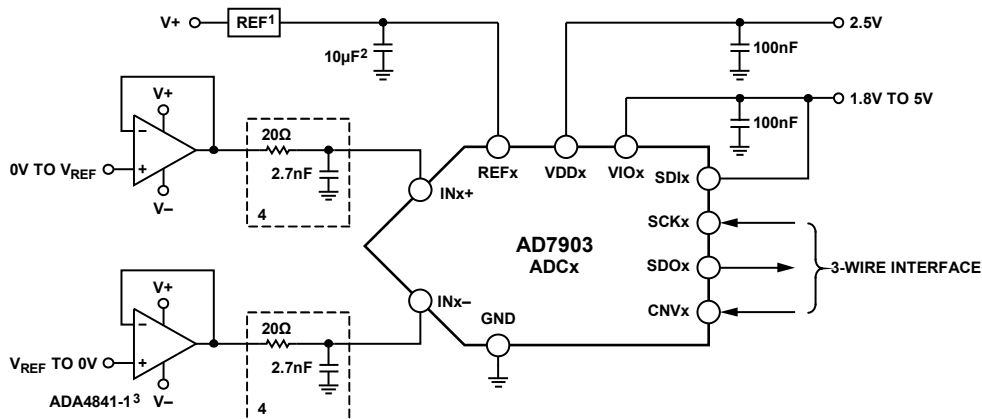 V+
REF1
10µF2
100nF
2.5V
1.8V TO 5V
100nF
V+
−
+
0V TO VREF
V−
20Ω
2.7nF
4
INx+
REFx
VDDx
VIOx
SDIx
SCKx
AD7903
ADCx
SDOx
3-WIRE INTERFACE
CNVx
INx−
GND
V+
−
+
VREF TO 0V
V−
ADA4841-13
20Ω
2.7nF
4